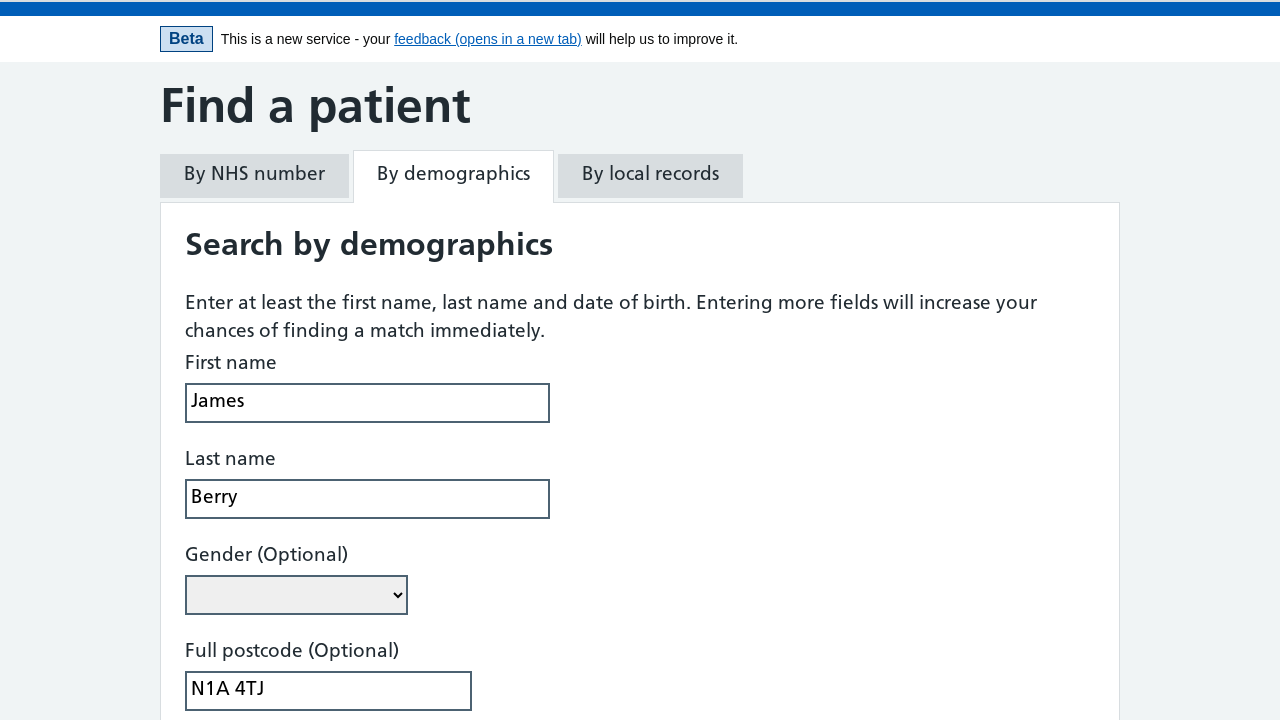 Beta This is a new service - your feedback (opens in a new tab) will help us to improve it.
Find a patient
By NHS number By demographics By local records
Search by demographics
Enter at least the first name, last name and date of birth. Entering more fields will increase your
chances of finding a match immediately.
First name
James
Last name
Berry
Gender (Optional)
Full postcode (Optional)
N1A 4TJ